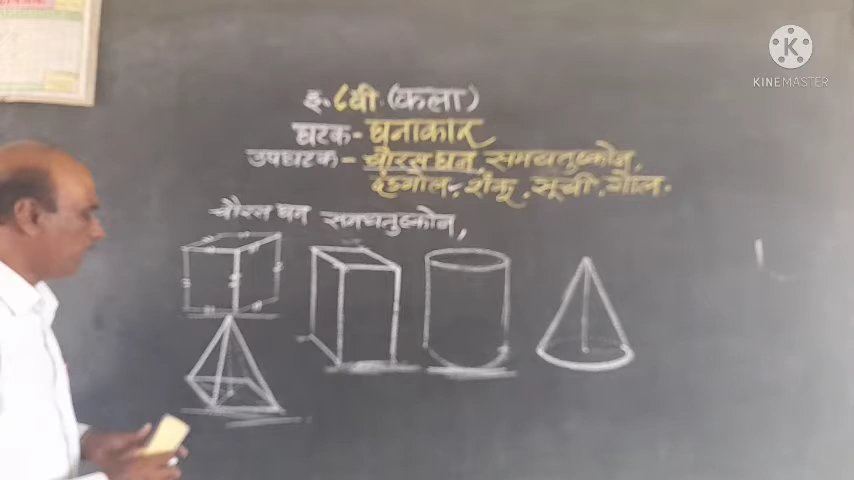 KINEMASTER
इ. ८वी. (कला)
घटक - घनाकार
उपघटक - चौरस घन, समचतुष्कोन,
दंडगोल, शंकू, सूची, गोल.
चौरस घन समचतुष्कोन,